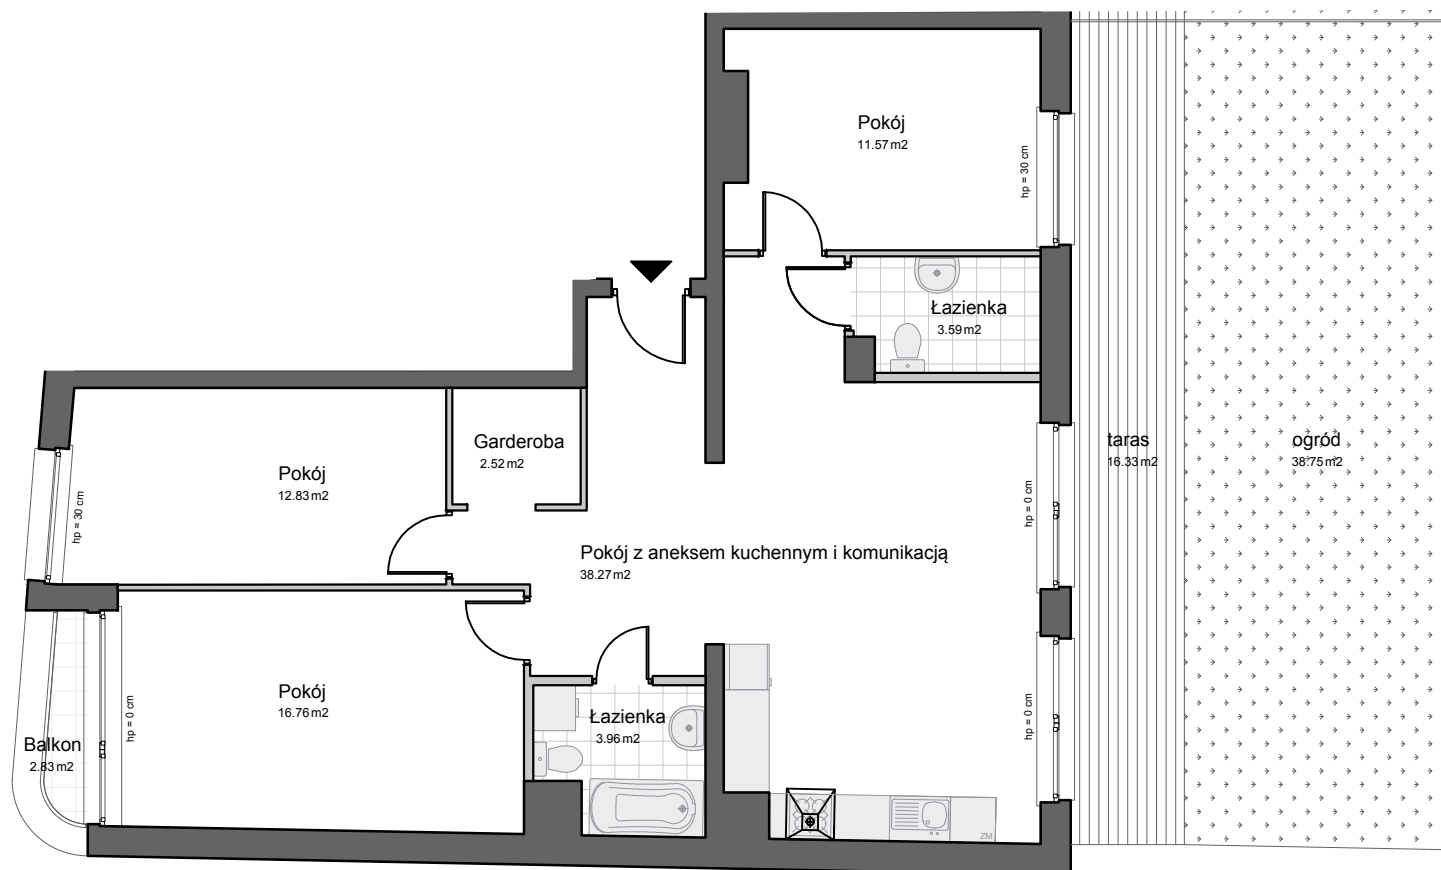 Pokój
11.57 m2
hp = 30 cm
Łazienka
3.59 m2
Garderoba
2.52 m2
Pokój
12.83 m2
hp = 30 cm
taras
16.33 m2
ogród
38.75 m2
hp = 0 cm
Pokój z aneksem kuchennym i komunikacją
38.27 m2
Pokój
16.76 m2
hp = 0 cm
Balkon
2.83 m2
Łazienka
3.96 m2
hp = 0 cm
ZM